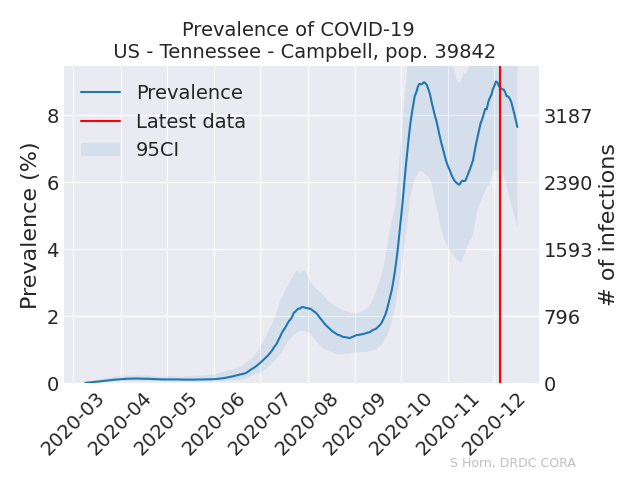 Prevalence of COVID-19
US - Tennessee - Campbell, pop. 39842
Prevalence
Latest data
95CI
Prevalence (%)
8
6
4
2
0
3187
2390
1593
796
0
# of infections
2020-03
2020-04
2020-05
2020-06
2020-07
2020-08
2020-09
2020-10
2020-11
2020-12
S Horn, DRDC CORA